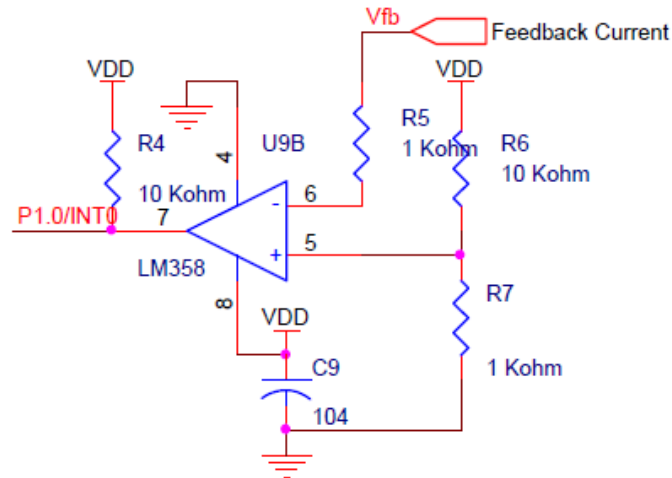 Vfb
Feedback Current
VDD
VDD
R4
U9B
R5
R6
1 Kohm
10 Kohm
4
10 Kohm
P1.0/INT0
7
-
6
+
5
LM358
R7
8
VDD
C9
1 Kohm
104